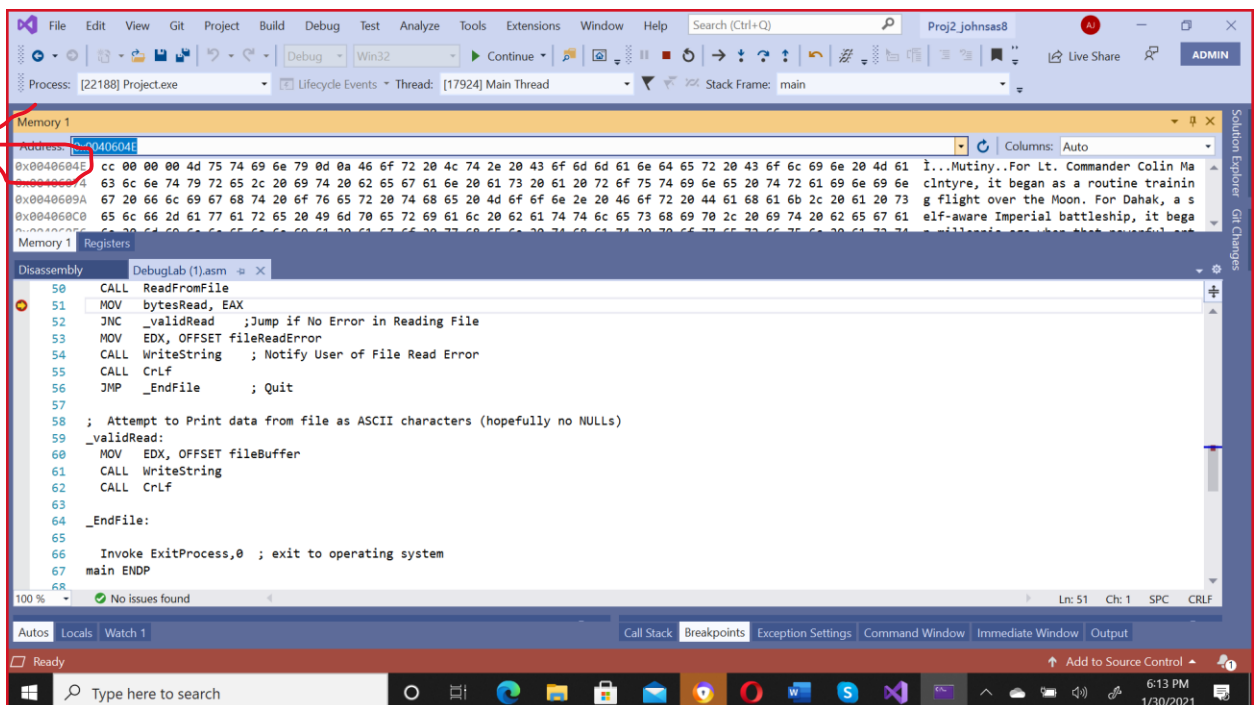 File Edit View Git Project Build Debug Test Analyze Tools Extensions Window Help Search (Ctrl+Q) Proj2_johnsas8 AJ
Debug Win32 Continue Live Share ADMIN
Process: [22188] Project.exe Lifecycle Events Thread: [17924] Main Thread Stack Frame: main
Memory 1
Address: 0x0040604E Columns: Auto
0x0040604E cc 00 00 00 4d 75 74 69 6e 79 0d 0a 46 6f 72 20 4c 74 2e 20 43 6f 6d 6d 61 6e 64 65 72 20 43 6f 6c 69 6e 20 4d 61 Ì...Mutiny..For Lt. Commander Colin Ma
0x00406074 63 6c 6e 74 79 72 65 2c 20 69 74 20 62 65 67 61 6e 20 61 73 20 61 20 72 6f 75 74 69 6e 65 20 74 72 61 69 6e 69 6e clntyre, it began as a routine trainin
0x0040609A 67 20 66 6c 69 67 68 74 20 6f 76 65 72 20 74 68 65 20 4d 6f 6f 6e 2e 20 46 6f 72 20 44 61 68 61 6b 2c 20 61 20 73 g flight over the Moon. For Dahak, a s
0x004060C0 65 6c 66 2d 61 77 61 72 65 20 49 6d 70 65 72 69 61 6c 20 62 61 74 74 6c 65 73 68 69 70 2c 20 69 74 20 62 65 67 61 elf-aware Imperial battleship, it bega
Memory 1 Registers
Solution Explorer
Git Changes
Disassembly DebugLab (1).asm
50 CALL ReadFromFile
51 MOV bytesRead, EAX
52 JNC _validRead ;Jump if No Error in Reading File
53 MOV EDX, OFFSET fileReadError
54 CALL WriteString ; Notify User of File Read Error
55 CALL CrLf
56 JMP _EndFile ; Quit
57
58 ; Attempt to Print data from file as ASCII characters (hopefully no NULLs)
59 _validRead:
60 MOV EDX, OFFSET fileBuffer
61 CALL WriteString
62 CALL CrLf
63
64 _EndFile:
65
66 Invoke ExitProcess,0 ; exit to operating system
67 main ENDP
68
100 % No issues found Ln: 51 Ch: 1 SPC CRLF
Autos Locals Watch 1 Call Stack Breakpoints Exception Settings Command Window Immediate Window Output
Ready Add to Source Control 1
Type here to search 6:13 PM
1/30/2021